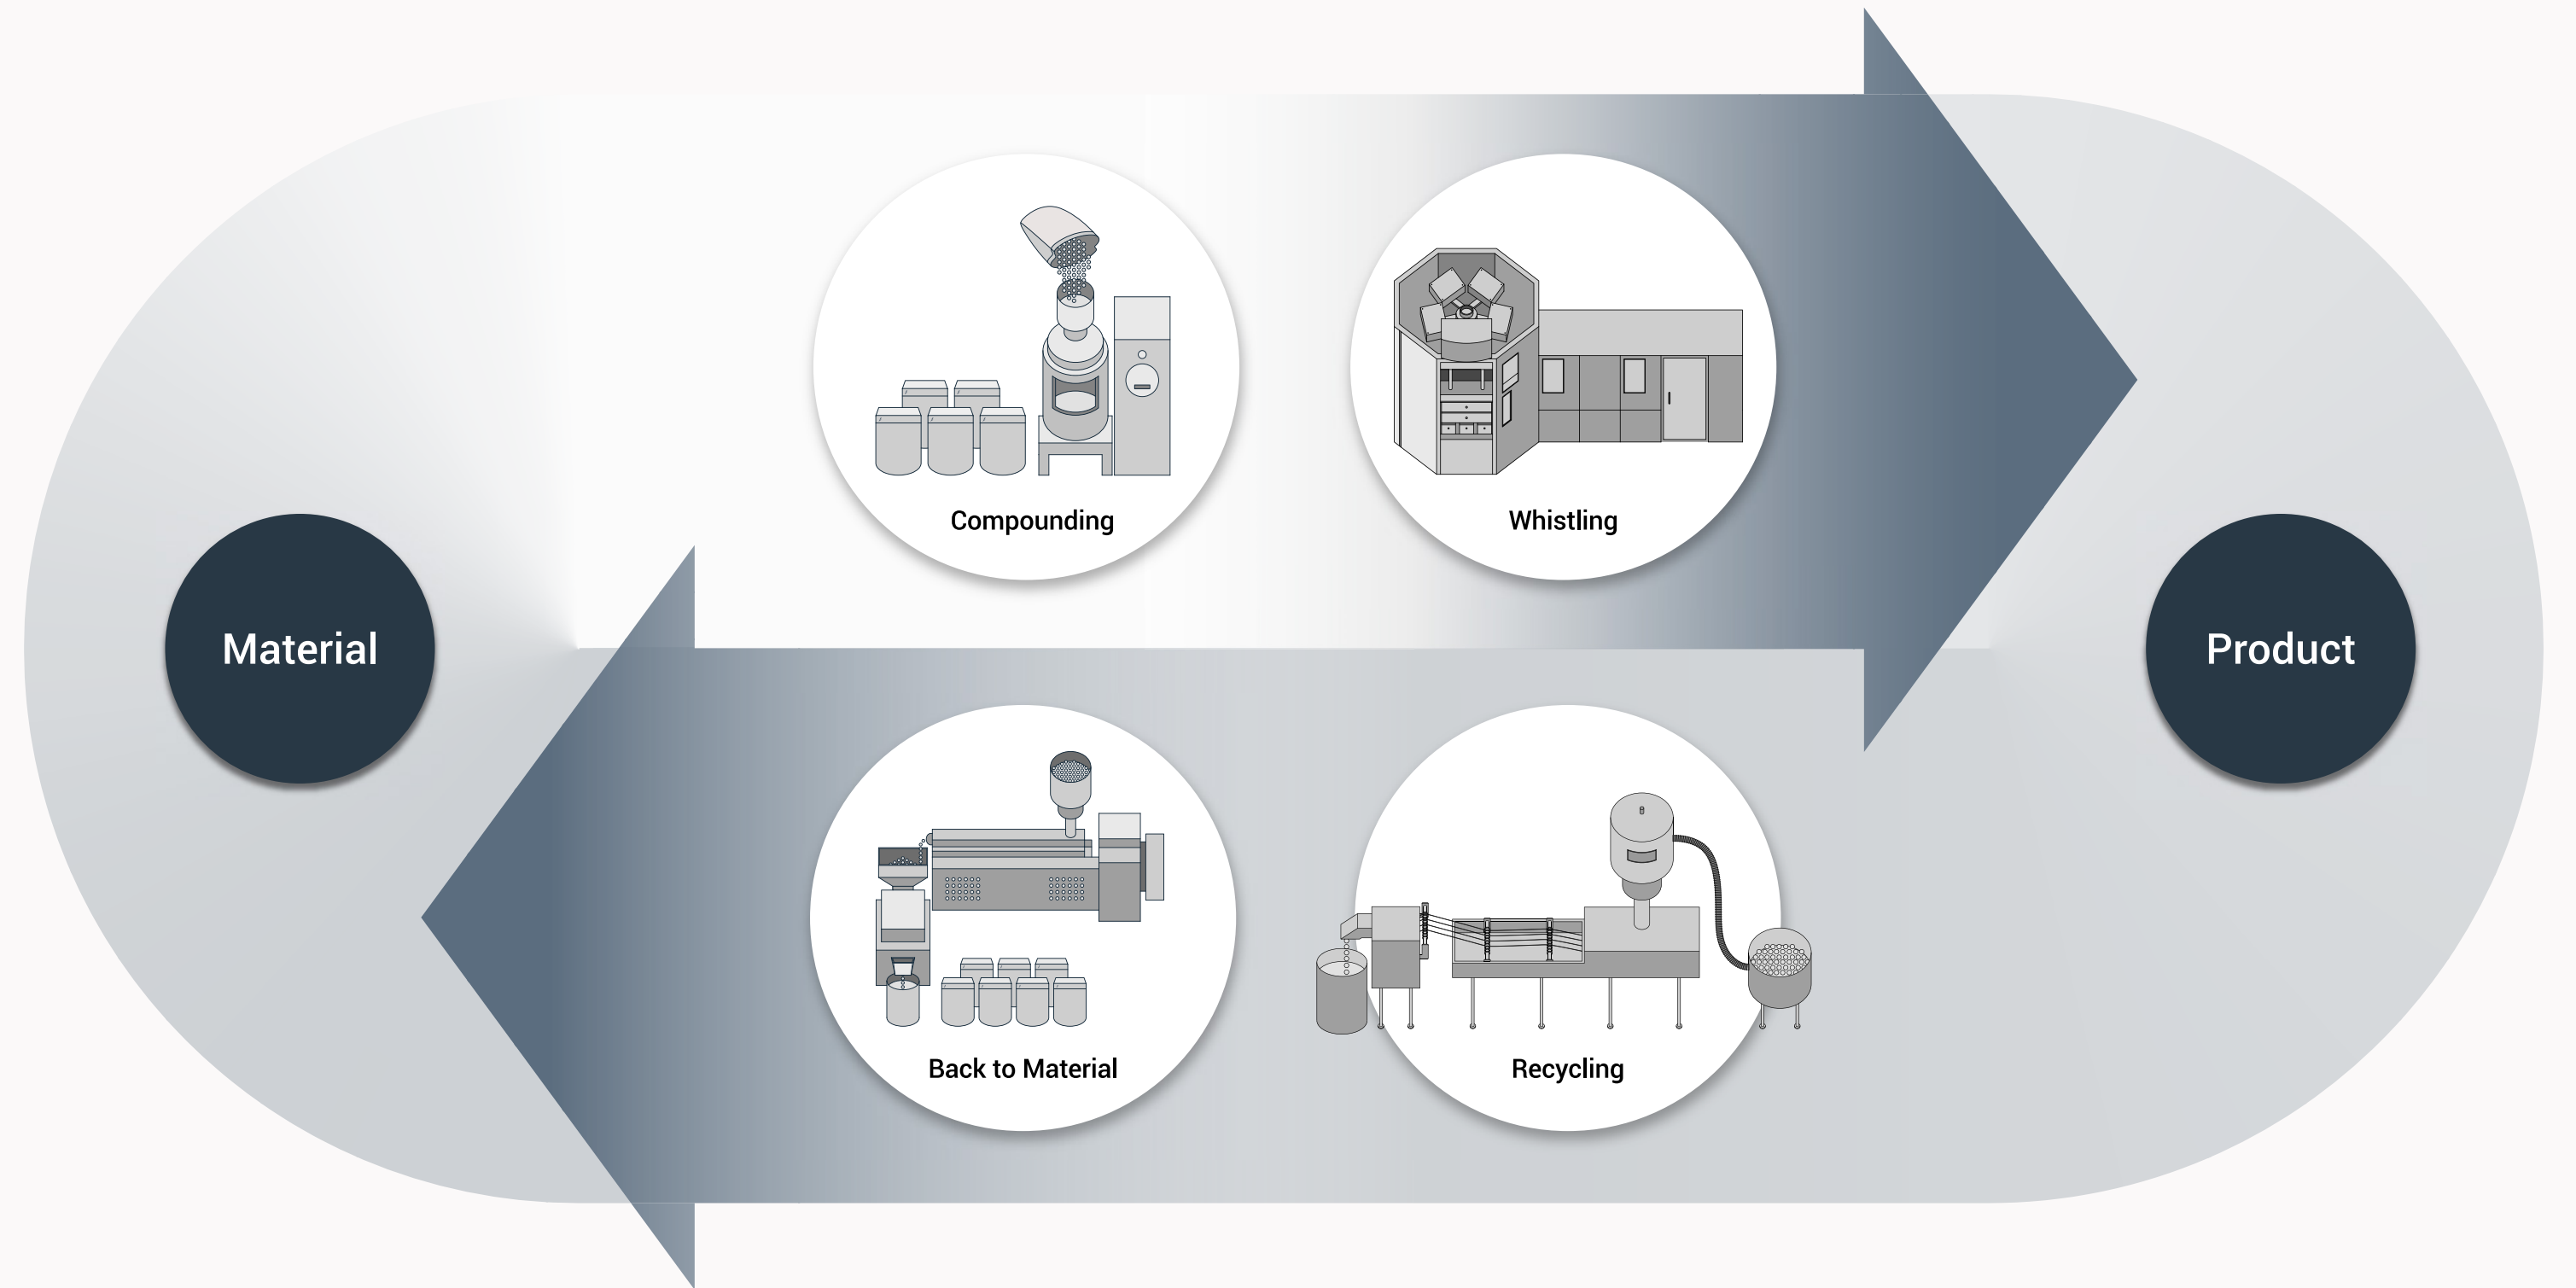 Compounding
Whistling
Material
Product
Back to Material
Recycling